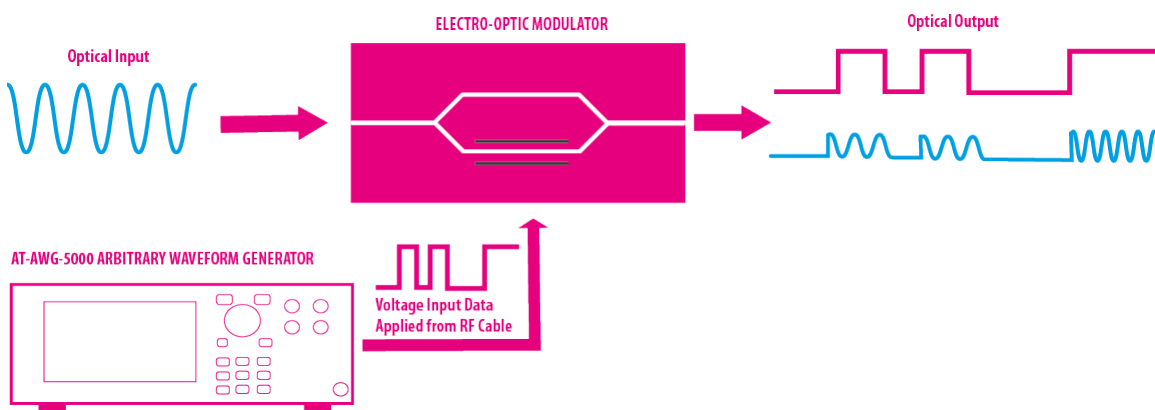 ELECTRO-OPTIC MODULATOR
Optical Output
Optical Input
AT-AWG-5000 ARBITRARY WAVEFORM GENERATOR
Voltage Input Data
Applied from RF Cable